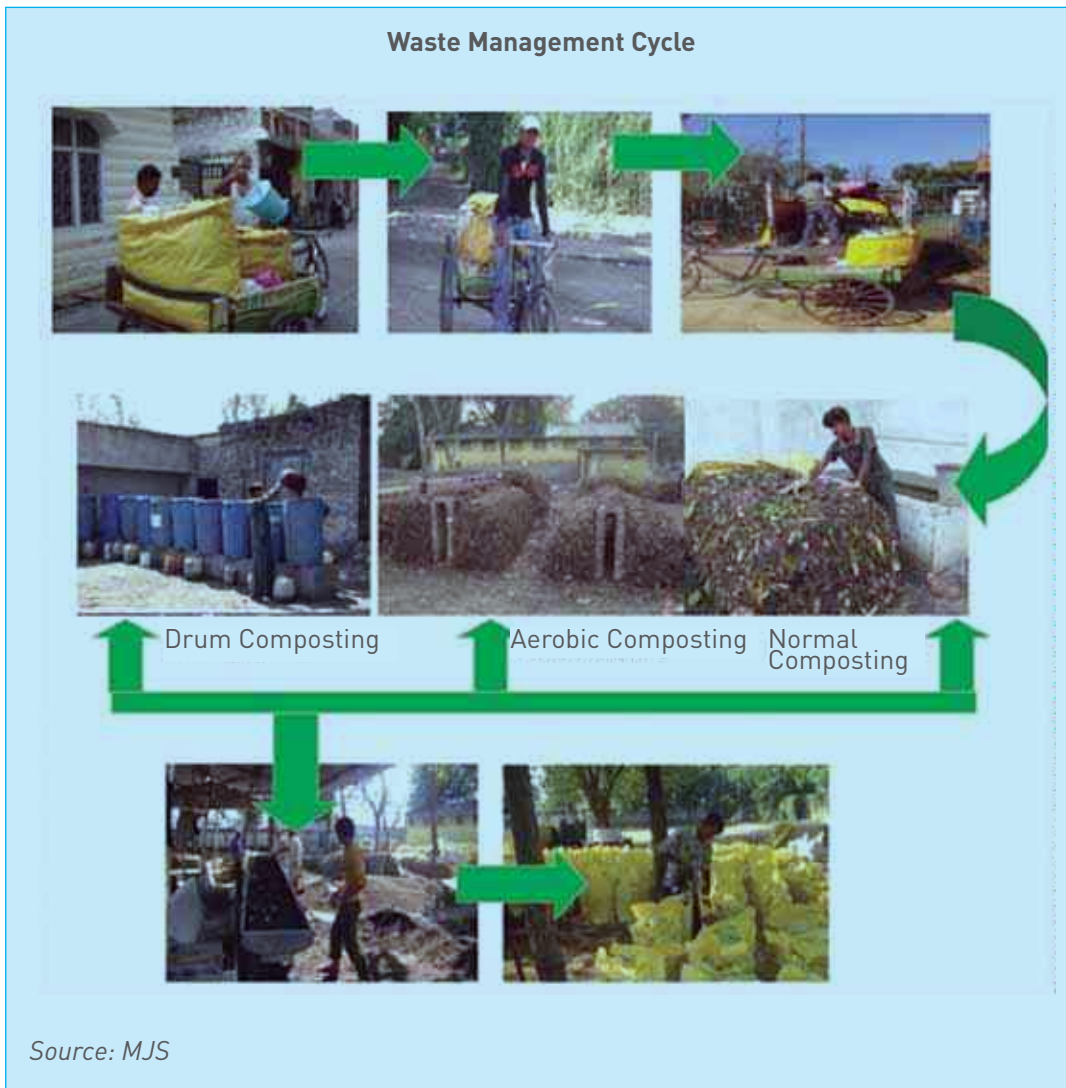 Waste Management Cycle
Drum Composting
Aerobic Composting
Normal
Composting
Source: MJS